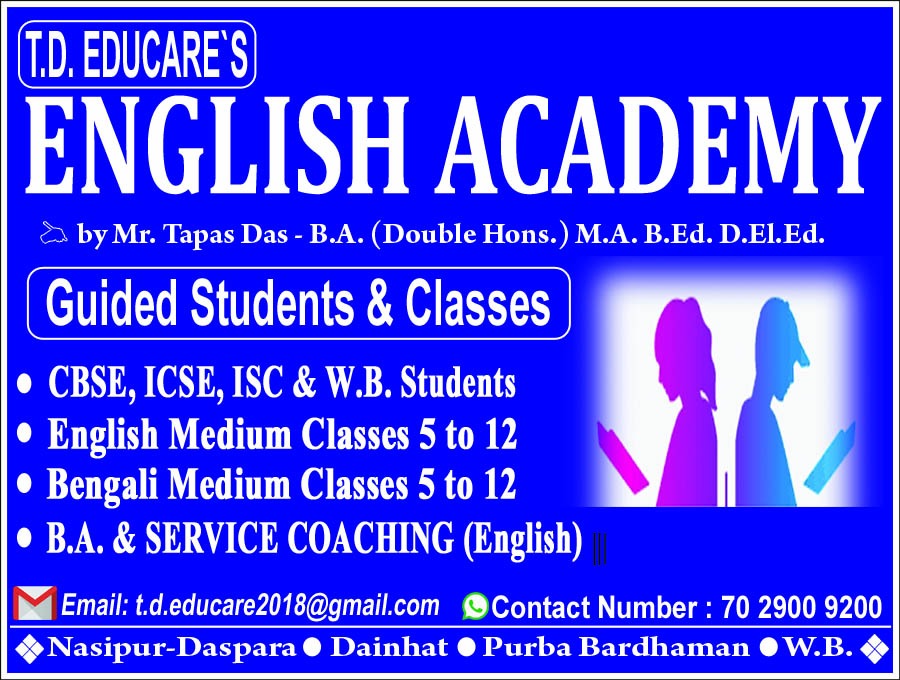 T.D. EDUCARE`S
ENGLISH ACADEMY
by Mr. Tapas Das - B.A. (Double Hons.) M.A. B.Ed. D.El.Ed.
Guided Students & Classes
• CBSE, ICSE, ISC & W.B. Students
• English Medium Classes 5 to 12
• Bengali Medium Classes 5 to 12
• B.A. & SERVICE COACHING (English)
Email: t.d.educare2018@gmail.com Contact Number : 70 2900 9200
❖ Nasipur-Daspara ● Dainhat ● Purba Bardhaman ● W.B. ❖